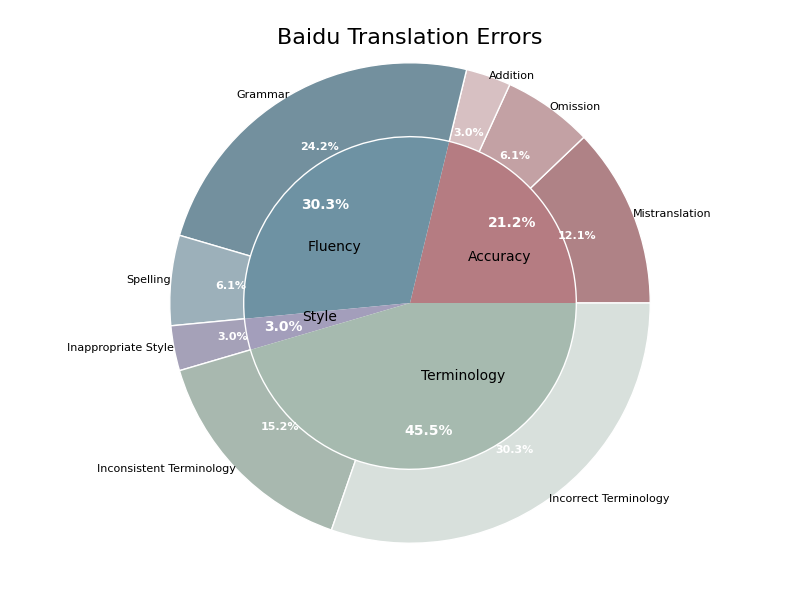 Baidu Translation Errors
Addition
Grammar
Omission
3.0%
24.2%
6.1%
30.3%
21.2%
Mistranslation
12.1%
Fluency
Accuracy
Spelling
6.1%
Style
3.0%
3.0%
Inappropriate Style
Terminology
15.2%
45.5%
30.3%
Inconsistent Terminology
Incorrect Terminology